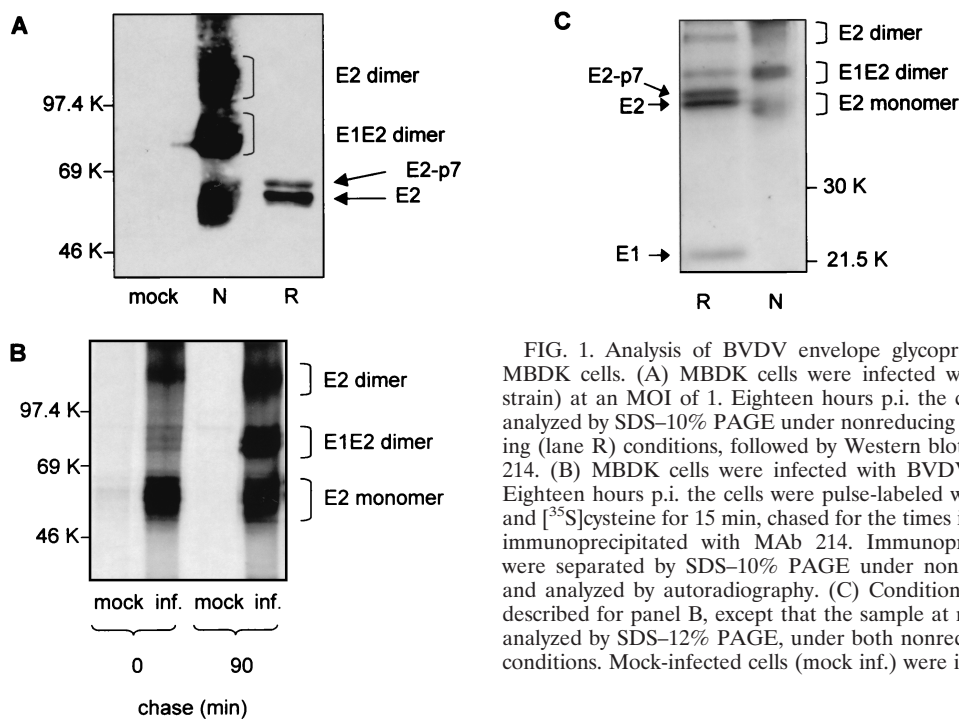 A
97.4 K
69 K
46 K
E2 dimer
E1E2 dimer
E2-p7
E2
mock N R
B
97.4 K
69 K
46 K
E2 dimer
E1E2 dimer
E2 monomer
mock inf. mock inf.
0 90
chase (min)
C
E2-p7
E2
E1
E2 dimer
E1E2 dimer
E2 monomer
30 K
21.5 K
R N
FIG. 1. Analysis of BVDV envelope glycopr
MBDK cells. (A) MBDK cells were infected w
strain) at an MOI of 1. Eighteen hours p.i. the c
analyzed by SDS–10% PAGE under nonreducing
ing (lane R) conditions, followed by Western blot
214. (B) MBDK cells were infected with BVDV
Eighteen hours p.i. the cells were pulse-labeled w
and [35S]cysteine for 15 min, chased for the times i
immunoprecipitated with MAb 214. Immunopr
were separated by SDS–10% PAGE under non
and analyzed by autoradiography. (C) Condition
described for panel B, except that the sample at
analyzed by SDS–12% PAGE, under both nonred
conditions. Mock-infected cells (mock inf.) were i